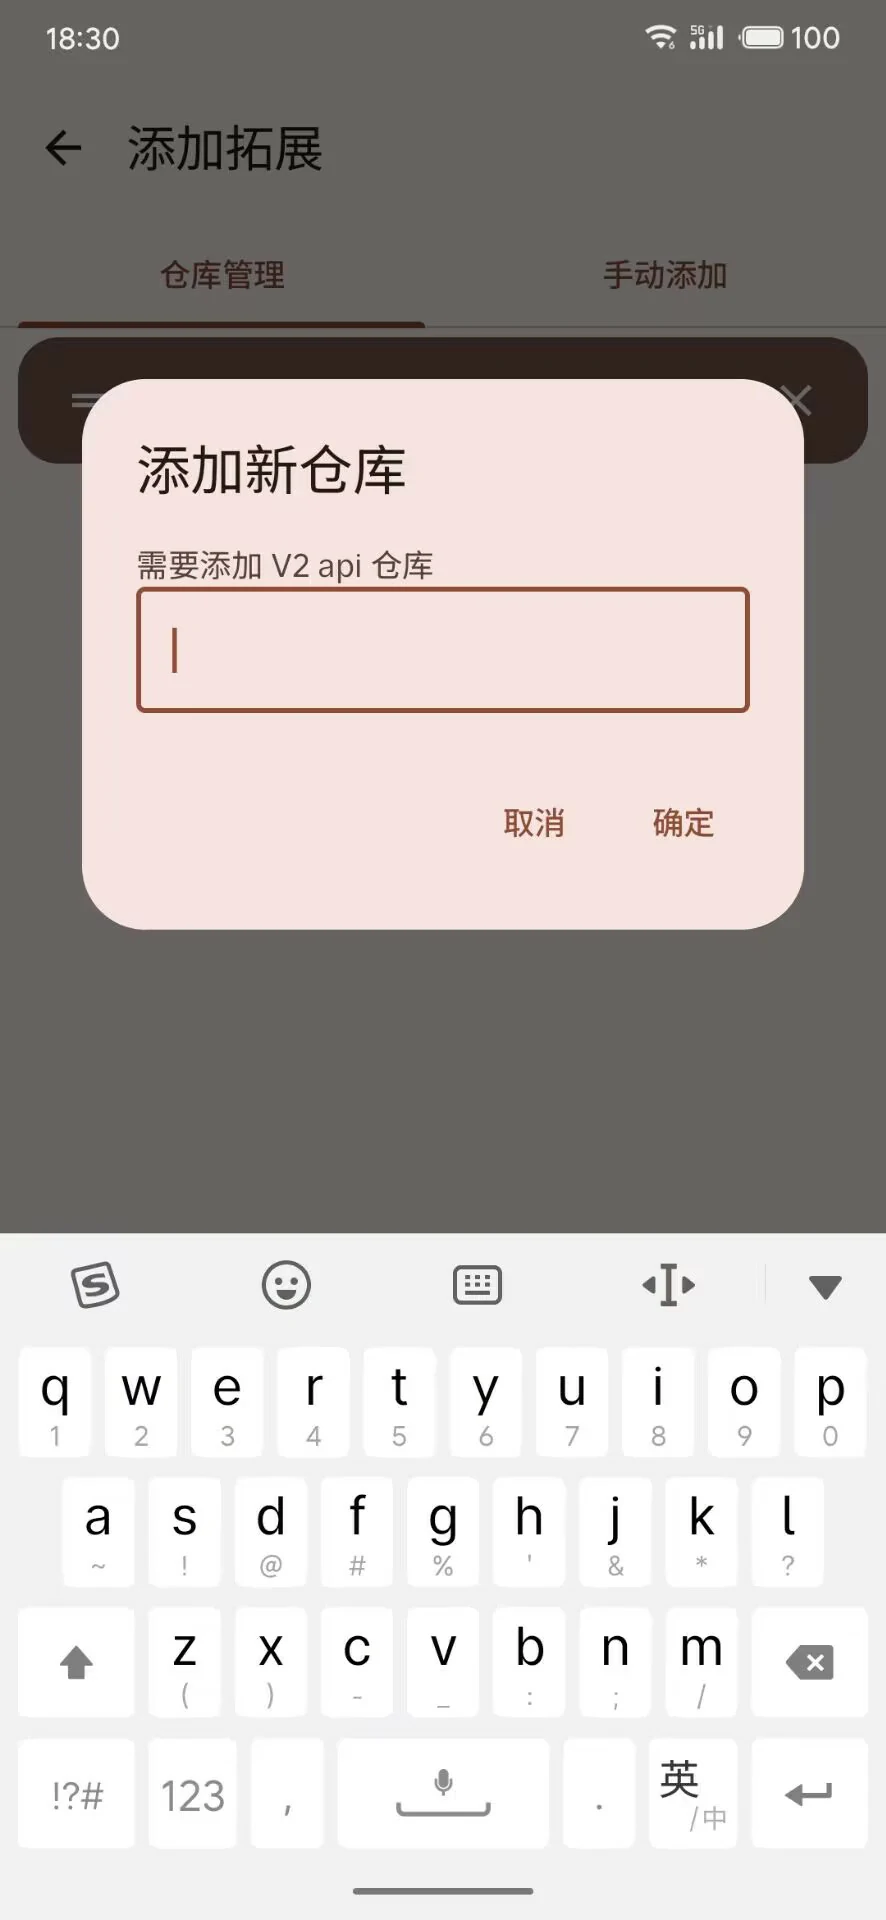 18:30 5G 100
添加拓展
仓库管理 手动添加
添加新仓库
需要添加 V2 api 仓库
取消 确定
q w e r t y u i o p
1 2 3 4 5 6 7 8 9 0
a s d f g h j k l
~ ! @ # % ' & * ?
z x c v b n m
( ) - _ : ; /
!?# 123 , . 英/中